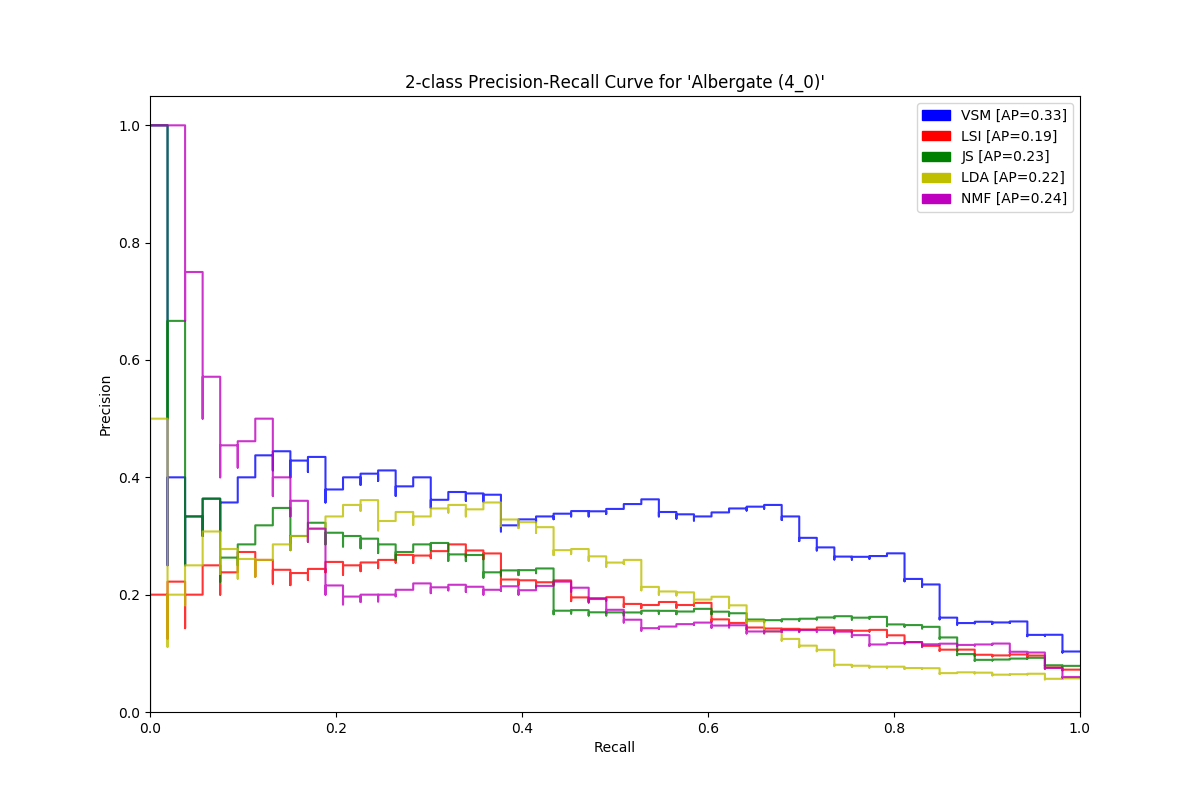 2-class Precision-Recall Curve for 'Albergate (4_0)'
VSM [AP=0.33]
LSI [AP=0.19]
JS [AP=0.23]
LDA [AP=0.22]
NMF [AP=0.24]
Precision
1.0
0.8
0.6
0.4
0.2
0.0
0.0 0.2 0.4 0.6 0.8 1.0
Recall